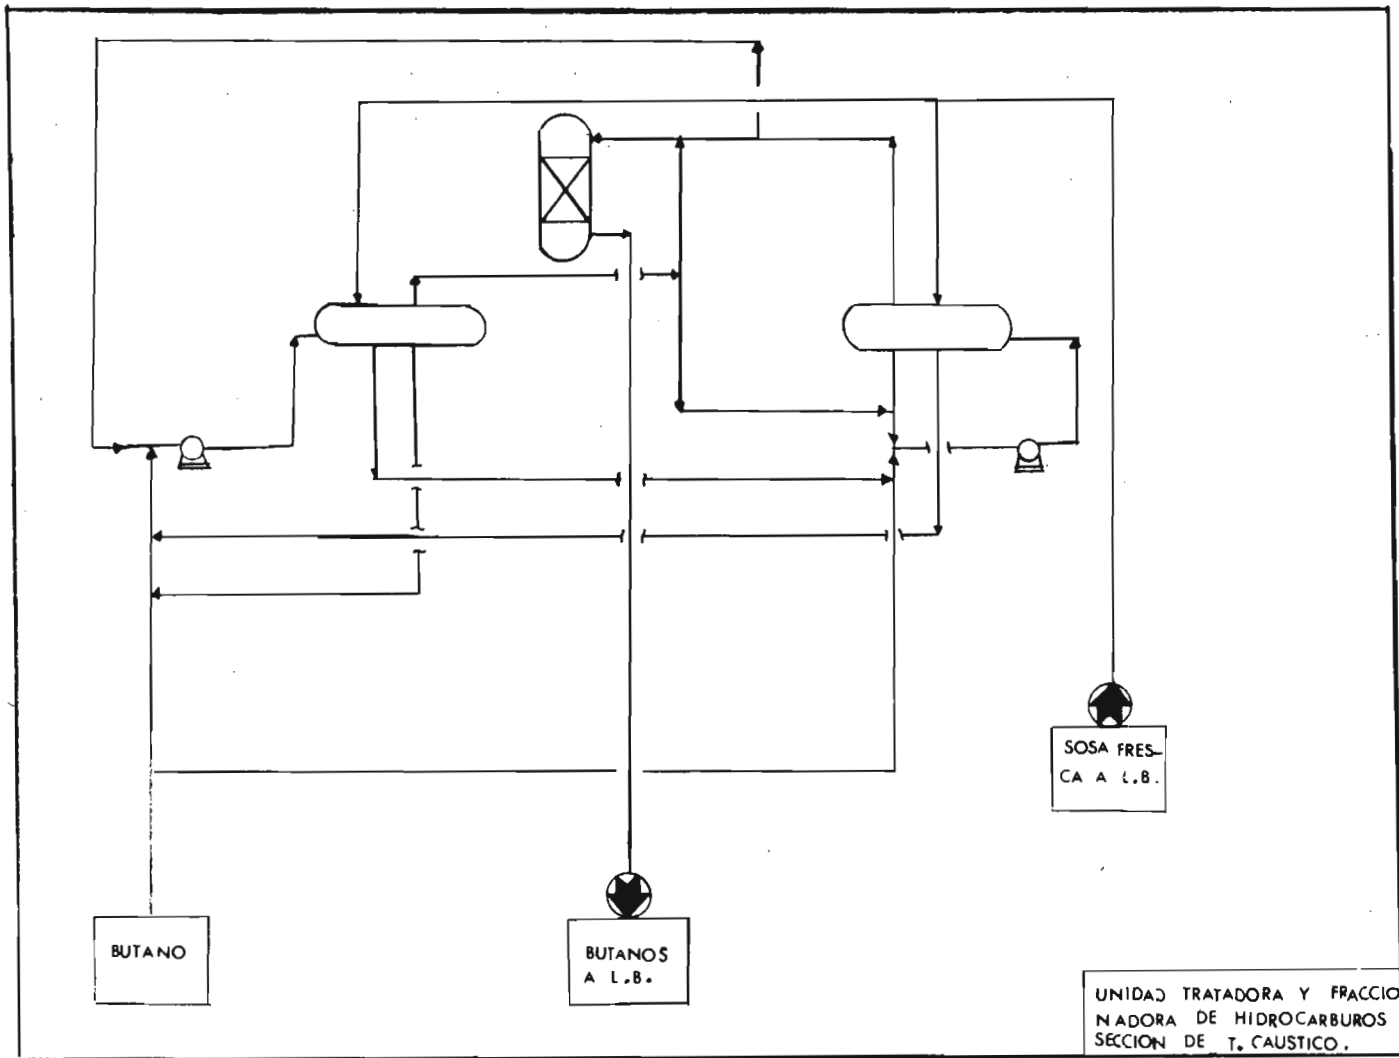 SOSA FRES-
CA A L.B.
BUTANO
BUTANOS
A L.B.
UNIDAD TRATADORA Y FRACCIO
NADORA DE HIDROCARBUROS
SECCION DE T. CAUSTICO.